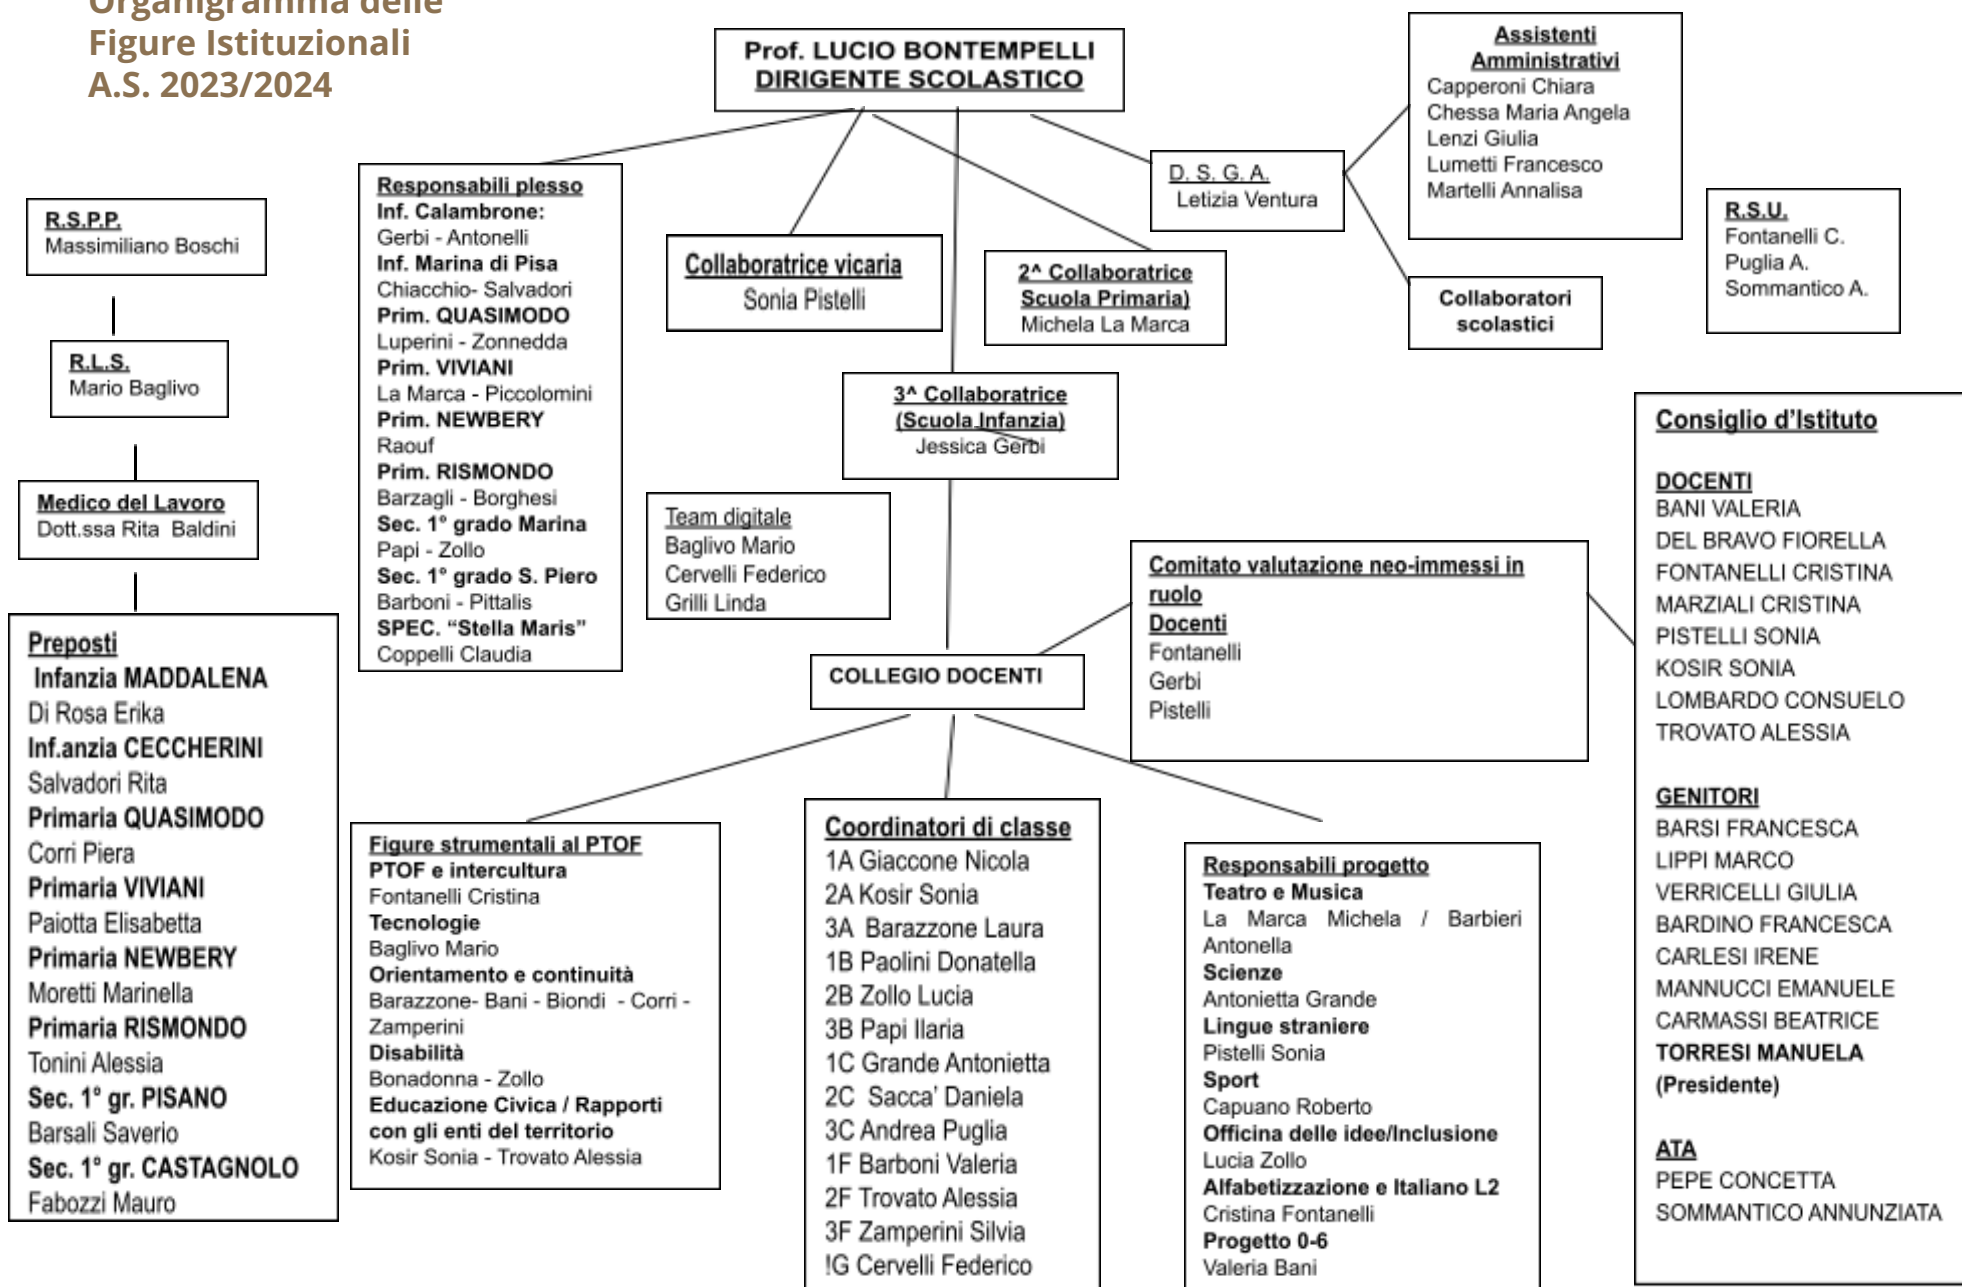 Organigramma delle
Figure Istituzionali
A.S. 2023/2024
Prof. LUCIO BONTEMPELLI
DIRIGENTE SCOLASTICO
Assistenti
Amministrativi
Capperoni Chiara
Chessa Maria Angela
Lenzi Giulia
Lumetti Francesco
Martelli Annalisa
D. S. G. A.
Letizia Ventura
R.S.U.
Fontanelli C.
Puglia A.
Sommantico A.
Collaboratori
scolastici
R.S.P.P.
Massimiliano Boschi
R.L.S.
Mario Baglivo
Medico del Lavoro
Dott.ssa Rita Baldini
Preposti
Infanzia MADDALENA
Di Rosa Erika
Inf.anzia CECCHERINI
Salvadori Rita
Primaria QUASIMODO
Corri Piera
Primaria VIVIANI
Paiotta Elisabetta
Primaria NEWBERY
Moretti Marinella
Primaria RISMONDO
Tonini Alessia
Sec. 1° gr. PISANO
Barsali Saverio
Sec. 1° gr. CASTAGNOLO
Fabozzi Mauro
Responsabili plesso
Inf. Calambrone:
Gerbi - Antonelli
Inf. Marina di Pisa
Chiacchio- Salvadori
Prim. QUASIMODO
Luperini - Zonnedda
Prim. VIVIANI
La Marca - Piccolomini
Prim. NEWBERY
Raouf
Prim. RISMONDO
Barzagli - Borghesi
Sec. 1° grado Marina
Papi - Zollo
Sec. 1° grado S. Piero
Barboni - Pittalis
SPEC. “Stella Maris”
Coppelli Claudia
Collaboratrice vicaria
Sonia Pistelli
2^ Collaboratrice
Scuola Primaria)
Michela La Marca
3^ Collaboratrice
(Scuola Infanzia)
Jessica Gerbi
Team digitale
Baglivo Mario
Cervelli Federico
Grilli Linda
COLLEGIO DOCENTI
Comitato valutazione neo-immessi in
ruolo
Docenti
Fontanelli
Gerbi
Pistelli
Figure strumentali al PTOF
PTOF e intercultura
Fontanelli Cristina
Tecnologie
Baglivo Mario
Orientamento e continuità
Barazzone- Bani - Biondi - Corri -
Zamperini
Disabilità
Bonadonna - Zollo
Educazione Civica / Rapporti
con gli enti del territorio
Kosir Sonia - Trovato Alessia
Coordinatori di classe
1A Giaccone Nicola
2A Kosir Sonia
3A Barazzone Laura
1B Paolini Donatella
2B Zollo Lucia
3B Papi Ilaria
1C Grande Antonietta
2C Sacca’ Daniela
3C Andrea Puglia
1F Barboni Valeria
2F Trovato Alessia
3F Zamperini Silvia
!G Cervelli Federico
Responsabili progetto
Teatro e Musica
La Marca Michela / Barbieri
Antonella
Scienze
Antonietta Grande
Lingue straniere
Pistelli Sonia
Sport
Capuano Roberto
Officina delle idee/Inclusione
Lucia Zollo
Alfabetizzazione e Italiano L2
Cristina Fontanelli
Progetto 0-6
Valeria Bani
Consiglio d’Istituto
DOCENTI
BANI VALERIA
DEL BRAVO FIORELLA
FONTANELLI CRISTINA
MARZIALI CRISTINA
PISTELLI SONIA
KOSIR SONIA
LOMBARDO CONSUELO
TROVATO ALESSIA
GENITORI
BARSI FRANCESCA
LIPPI MARCO
VERRICELLI GIULIA
BARDINO FRANCESCA
CARLESI IRENE
MANNUCCI EMANUELE
CARMASSI BEATRICE
TORRESI MANUELA
(Presidente)
ATA
PEPE CONCETTA
SOMMANTICO ANNUNZIATA